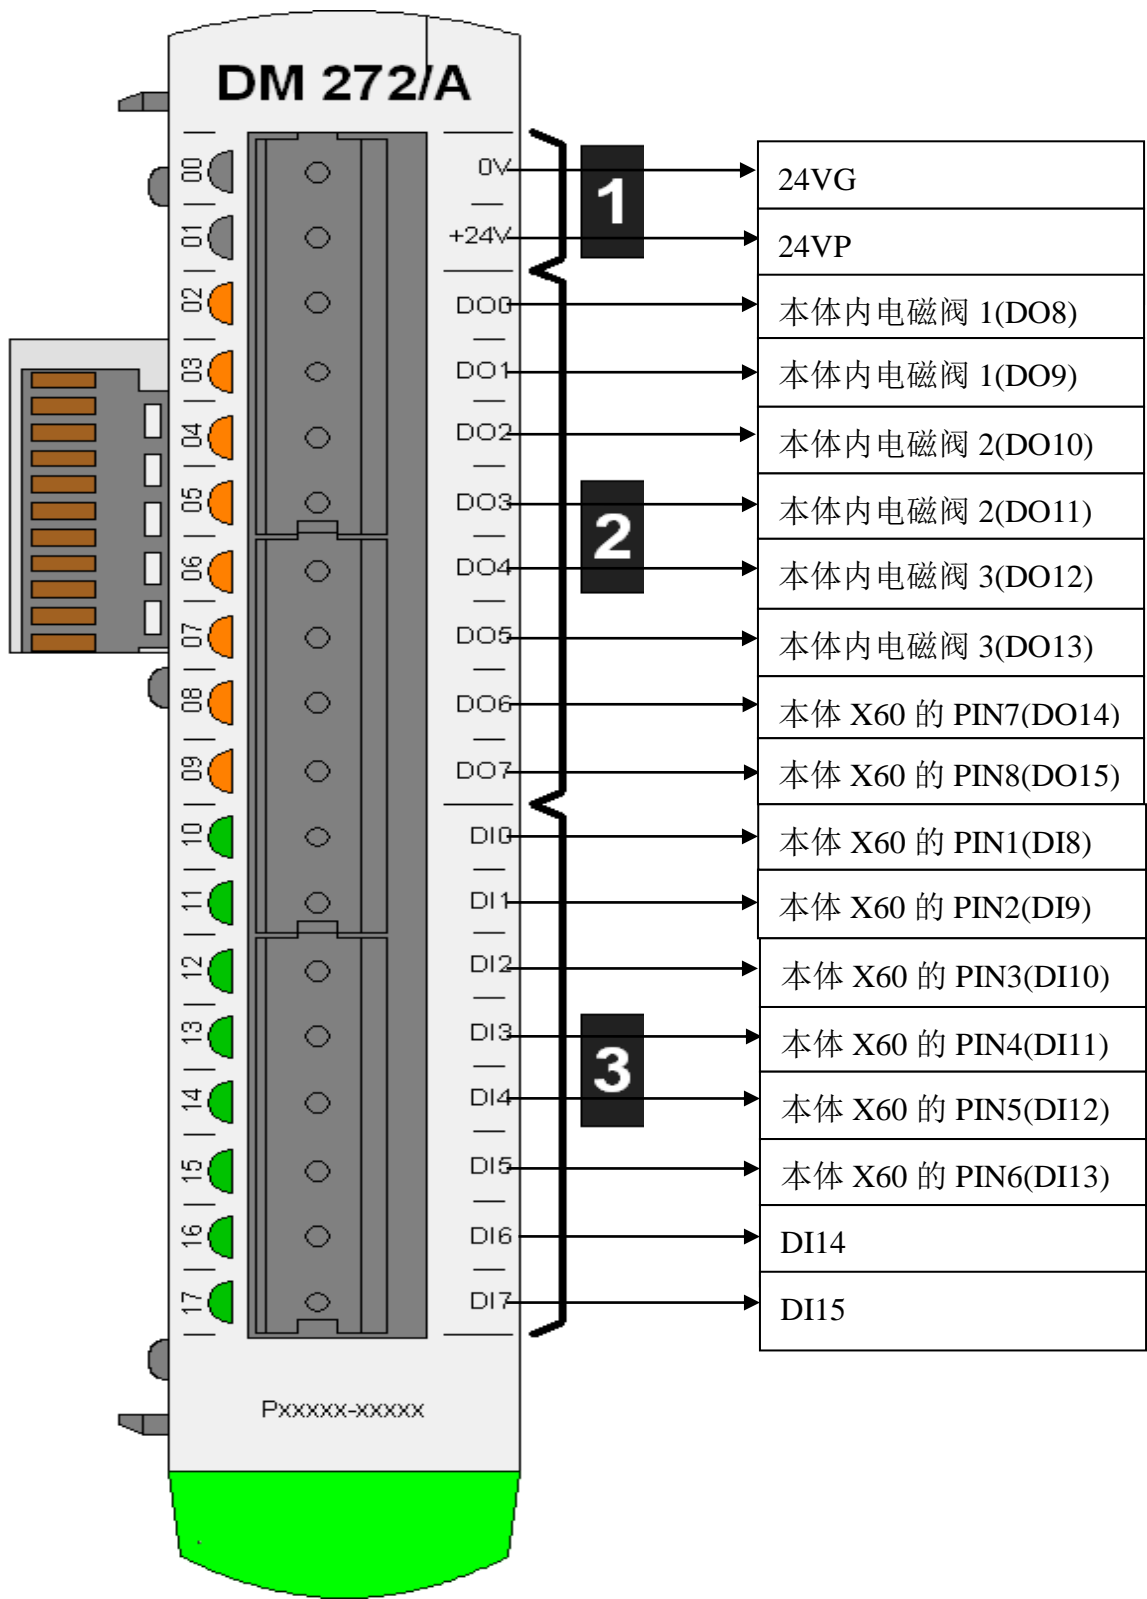 DM 272/A
00 0V 24VG
01 +24V 24VP
1
02 DO0 本体内电磁阀 1(DO8)
03 DO1 本体内电磁阀 1(DO9)
04 DO2 本体内电磁阀 2(DO10)
05 DO3 本体内电磁阀 2(DO11)
2
06 DO4 本体内电磁阀 3(DO12)
07 DO5 本体内电磁阀 3(DO13)
08 DO6 本体 X60 的 PIN7(DO14)
09 DO7 本体 X60 的 PIN8(DO15)
10 DI0 本体 X60 的 PIN1(DI8)
11 DI1 本体 X60 的 PIN2(DI9)
12 DI2 本体 X60 的 PIN3(DI10)
13 DI3 本体 X60 的 PIN4(DI11)
3
14 DI4 本体 X60 的 PIN5(DI12)
15 DI5 本体 X60 的 PIN6(DI13)
16 DI6 DI14
17 DI7 DI15
Pxxxxx-xxxxx